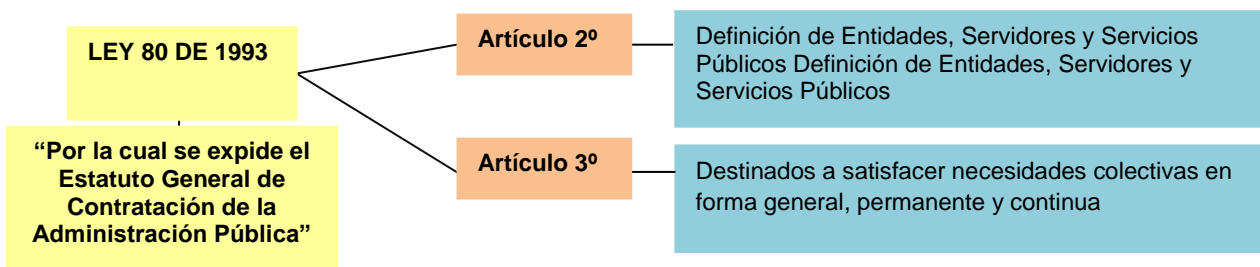 LEY 80 DE 1993
“Por la cual se expide el
Estatuto General de
Contratación de la
Administración Pública”
Artículo 2º
Definición de Entidades, Servidores y Servicios
Públicos Definición de Entidades, Servidores y
Servicios Públicos
Artículo 3º
Destinados a satisfacer necesidades colectivas en
forma general, permanente y continua